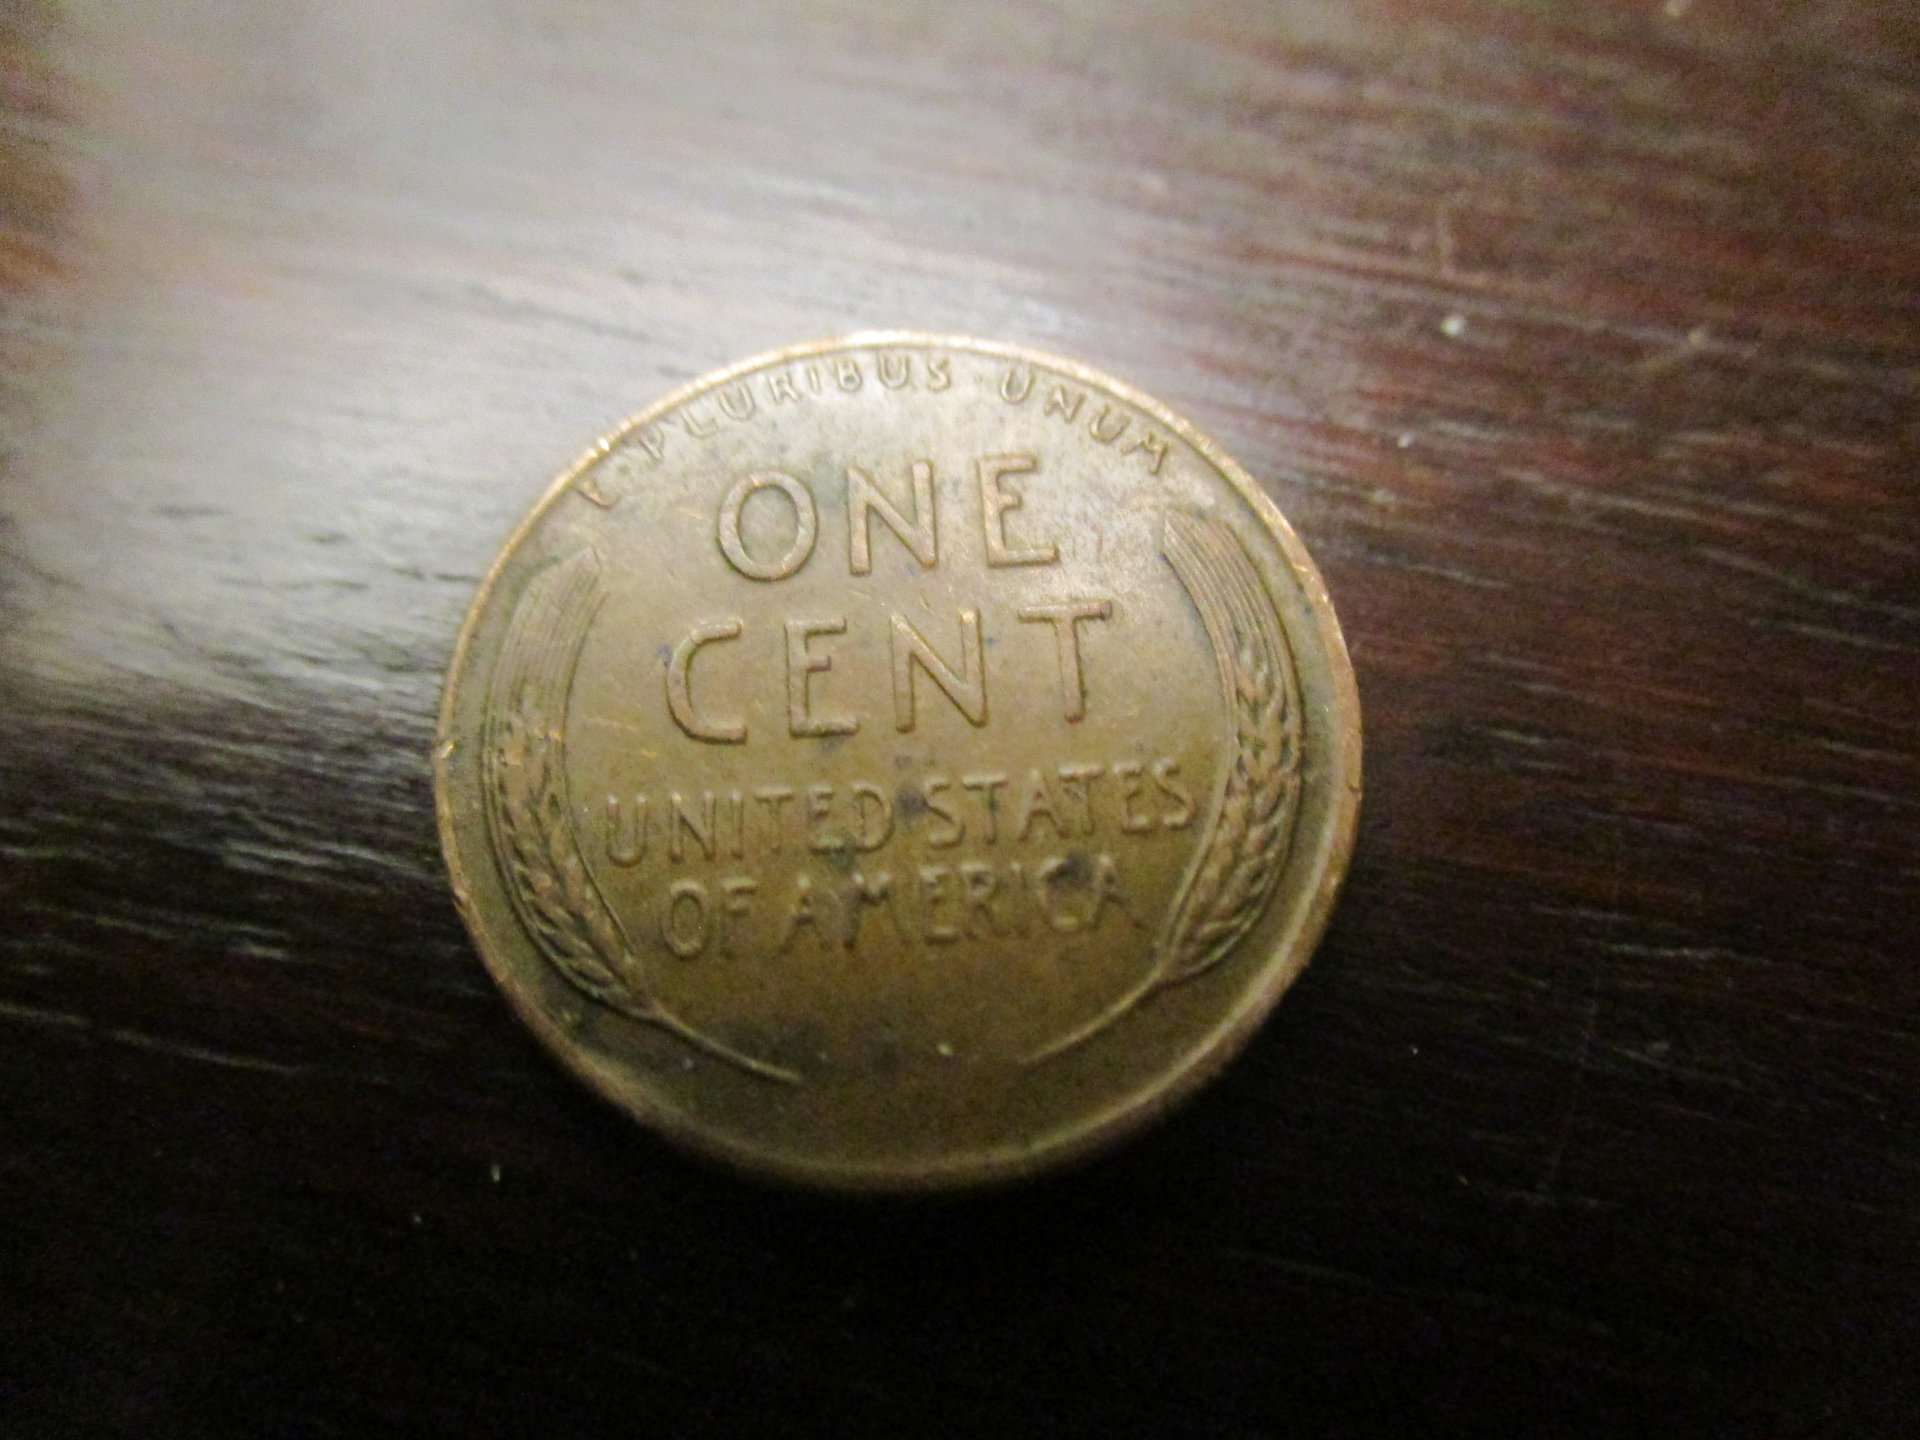 E PLURIBUS UNUM
ONE
CENT
UNITED STATES
OF AMERICA